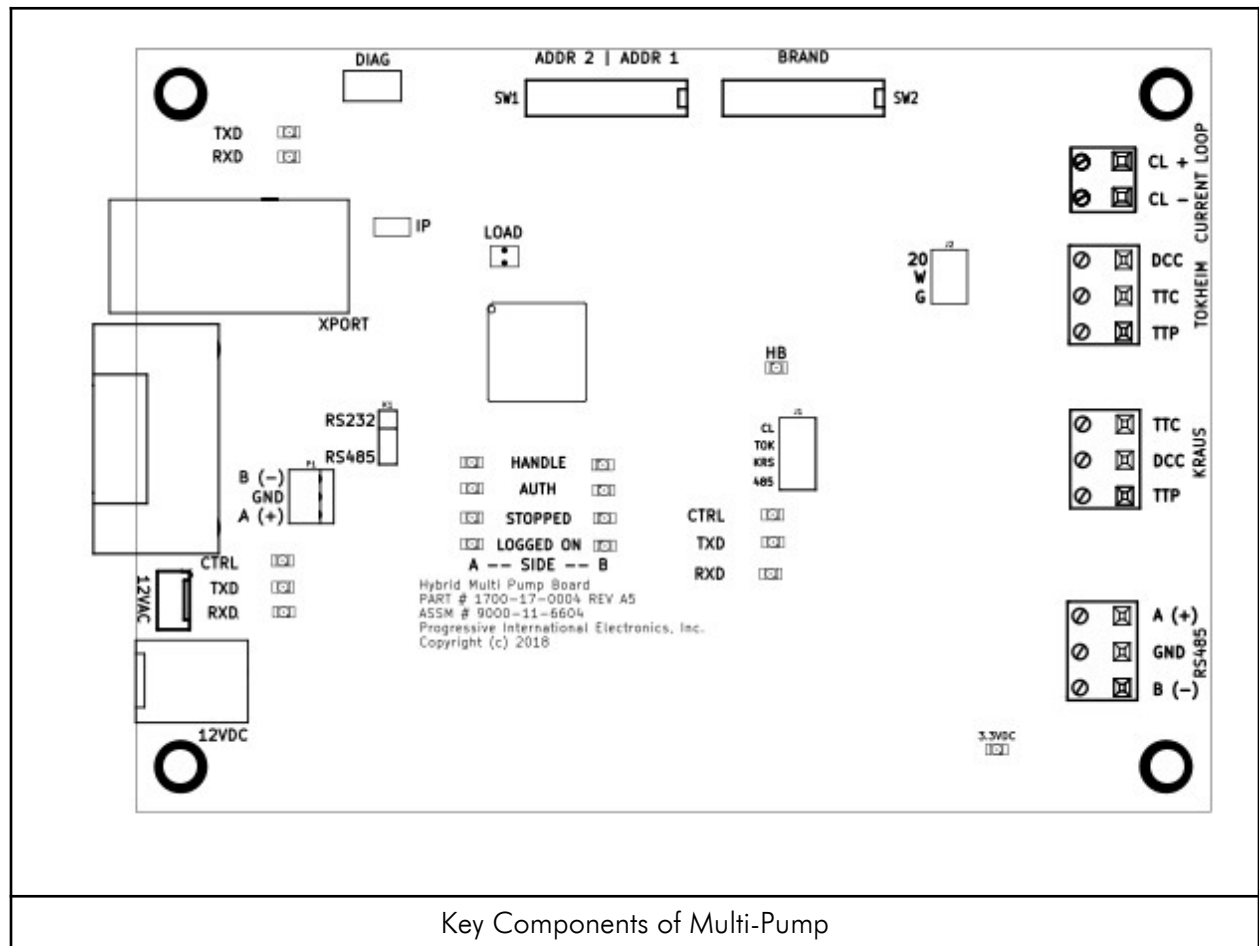 DIAG
ADDR 2 | ADDR 1
BRAND
SW1
SW2
TXD
RXD
CL +
CL -
CURRENT LOOP
IP
LOAD
J2
20
W
G
DCC
TTC
TTP
TOKHEIM
XPORT
HB
K1
RS232
RS485
J1
CL
TOK
KRS
485
TTC
DCC
TTP
KRAUS
P1
B (-)
GND
A (+)
HANDLE
AUTH
STOPPED
LOGGED ON
A -- SIDE -- B
CTRL
TXD
RXD
CTRL
TXD
RXD.
12VAC
Hybrid Multi Pump Board
PART # 1700-17-0004 REV A5
ASSM # 9000-11-6604
Progressive International Electronics, Inc.
Copyright (c) 2018
A (+)
GND
B (-)
RS485
12VDC
3.3VDC
Key Components of Multi-Pump